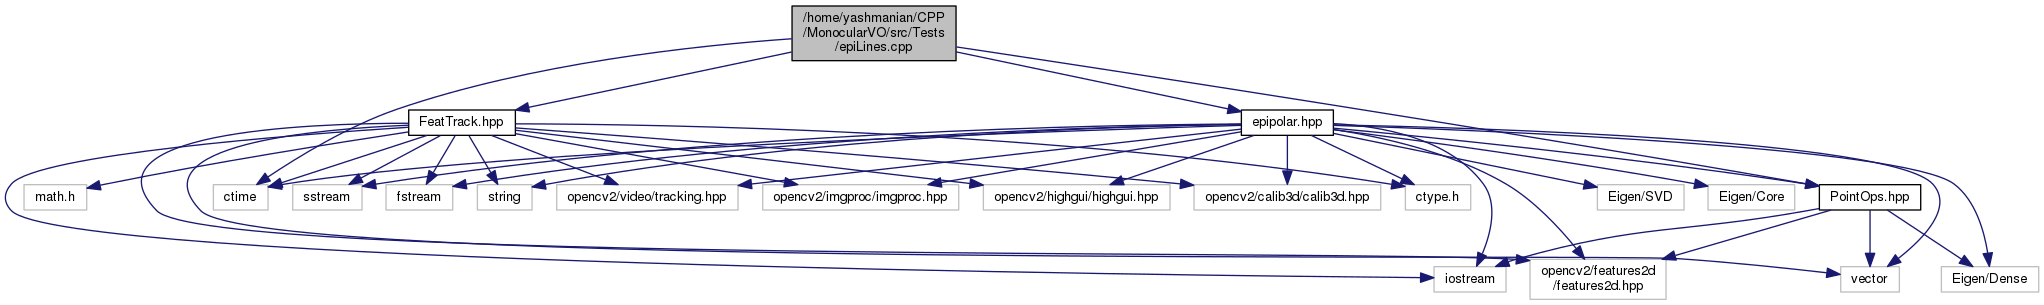 /home/yashmanian/CPP
/MonocularVO/src/Tests
/epiLines.cpp
FeatTrack.hpp
epipolar.hpp
math.h
ctime
sstream
fstream
string
opencv2/video/tracking.hpp
opencv2/imgproc/imgproc.hpp
opencv2/highgui/highgui.hpp
opencv2/calib3d/calib3d.hpp
ctype.h
Eigen/SVD
Eigen/Core
PointOps.hpp
iostream
opencv2/features2d
/features2d.hpp
vector
Eigen/Dense